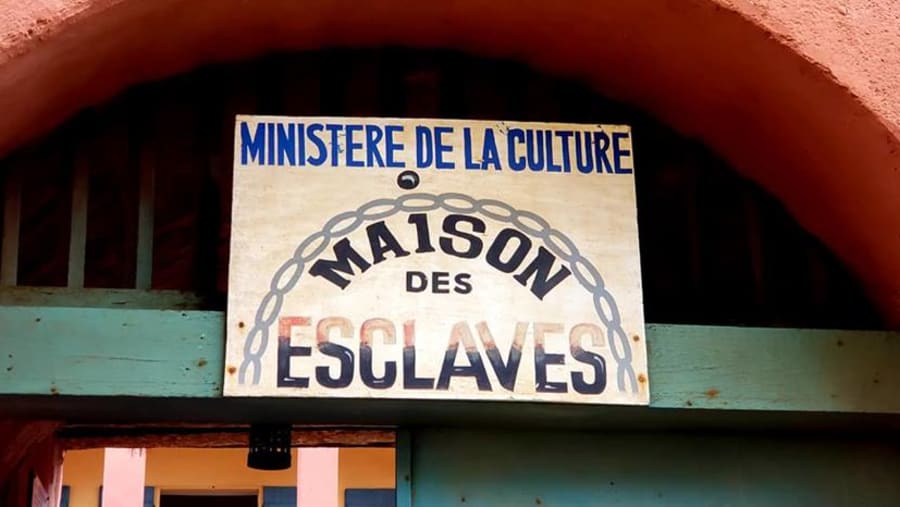 MINISTERE DE LA CULTURE
MAISON
DES
ESCLAVES